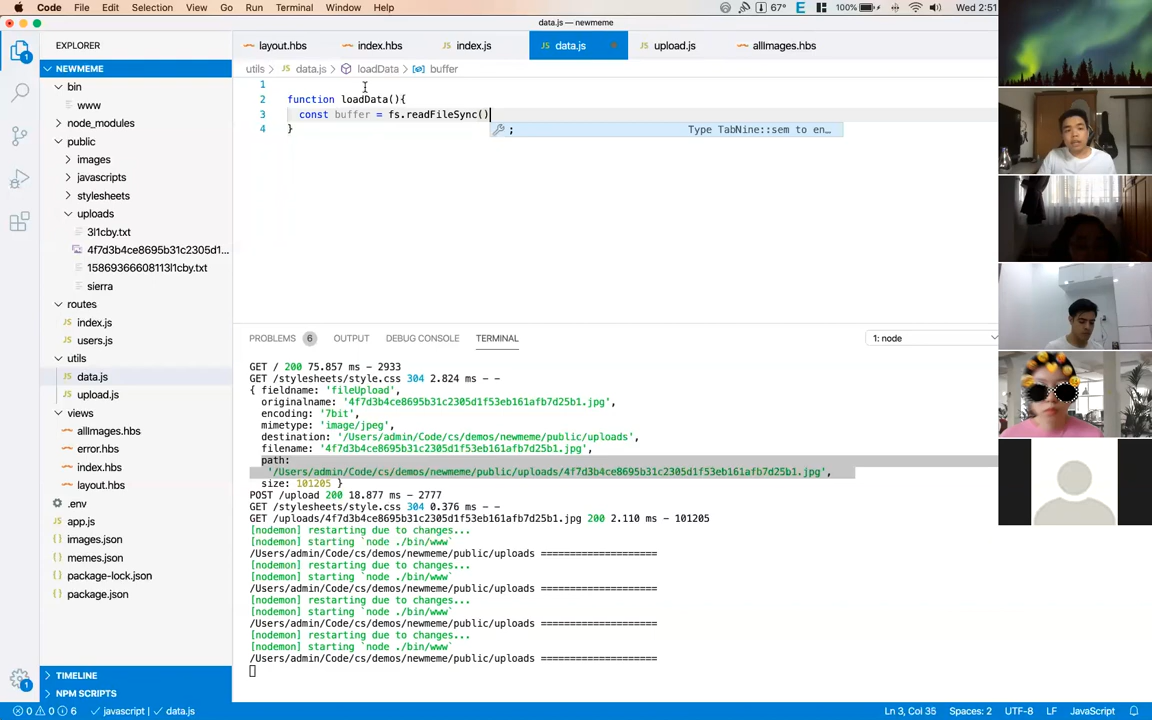 Code File Edit Selection View Go Run Terminal Window Help 67° 100% Wed 2:51
data.js — newmeme
EXPLORER
layout.hbs index.hbs index.js data.js upload.js allImages.hbs
NEWMEME
utils > data.js > loadData > buffer
bin
www
node_modules
public
images
javascripts
stylesheets
uploads
3l1cby.txt
4f7d3b4ce8695b31c2305d1...
15869366608113l1cby.txt
sierra
routes
index.js
users.js
utils
data.js
upload.js
views
allImages.hbs
error.hbs
index.hbs
layout.hbs
.env
app.js
images.json
memes.json
package-lock.json
package.json
TIMELINE
NPM SCRIPTS
1
2 function loadData(){
3 const buffer = fs.readFileSync()
4 }
; Type TabNine::sem to en...
PROBLEMS 6 OUTPUT DEBUG CONSOLE TERMINAL 1: node
GET / 200 75.857 ms - 2933
GET /stylesheets/style.css 304 2.824 ms - -
{ fieldname: 'fileUpload',
originalname: '4f7d3b4ce8695b31c2305d1f53eb161afb7d25b1.jpg',
encoding: '7bit',
mimetype: 'image/jpeg',
destination: '/Users/admin/Code/cs/demos/newmeme/public/uploads',
filename: '4f7d3b4ce8695b31c2305d1f53eb161afb7d25b1.jpg',
path:
'/Users/admin/Code/cs/demos/newmeme/public/uploads/4f7d3b4ce8695b31c2305d1f53eb161afb7d25b1.jpg',
size: 101205 }
POST /upload 200 18.877 ms - 2777
GET /stylesheets/style.css 304 0.376 ms - -
GET /uploads/4f7d3b4ce8695b31c2305d1f53eb161afb7d25b1.jpg 200 2.110 ms - 101205
[nodemon] restarting due to changes...
[nodemon] starting `node ./bin/www`
/Users/admin/Code/cs/demos/newmeme/public/uploads ====================
[nodemon] restarting due to changes...
[nodemon] starting `node ./bin/www`
/Users/admin/Code/cs/demos/newmeme/public/uploads ====================
[nodemon] restarting due to changes...
[nodemon] starting `node ./bin/www`
/Users/admin/Code/cs/demos/newmeme/public/uploads ====================
[nodemon] restarting due to changes...
[nodemon] starting `node ./bin/www`
/Users/admin/Code/cs/demos/newmeme/public/uploads ====================
0 0 6 javascript | data.js Ln 3, Col 35 Spaces: 2 UTF-8 LF JavaScript